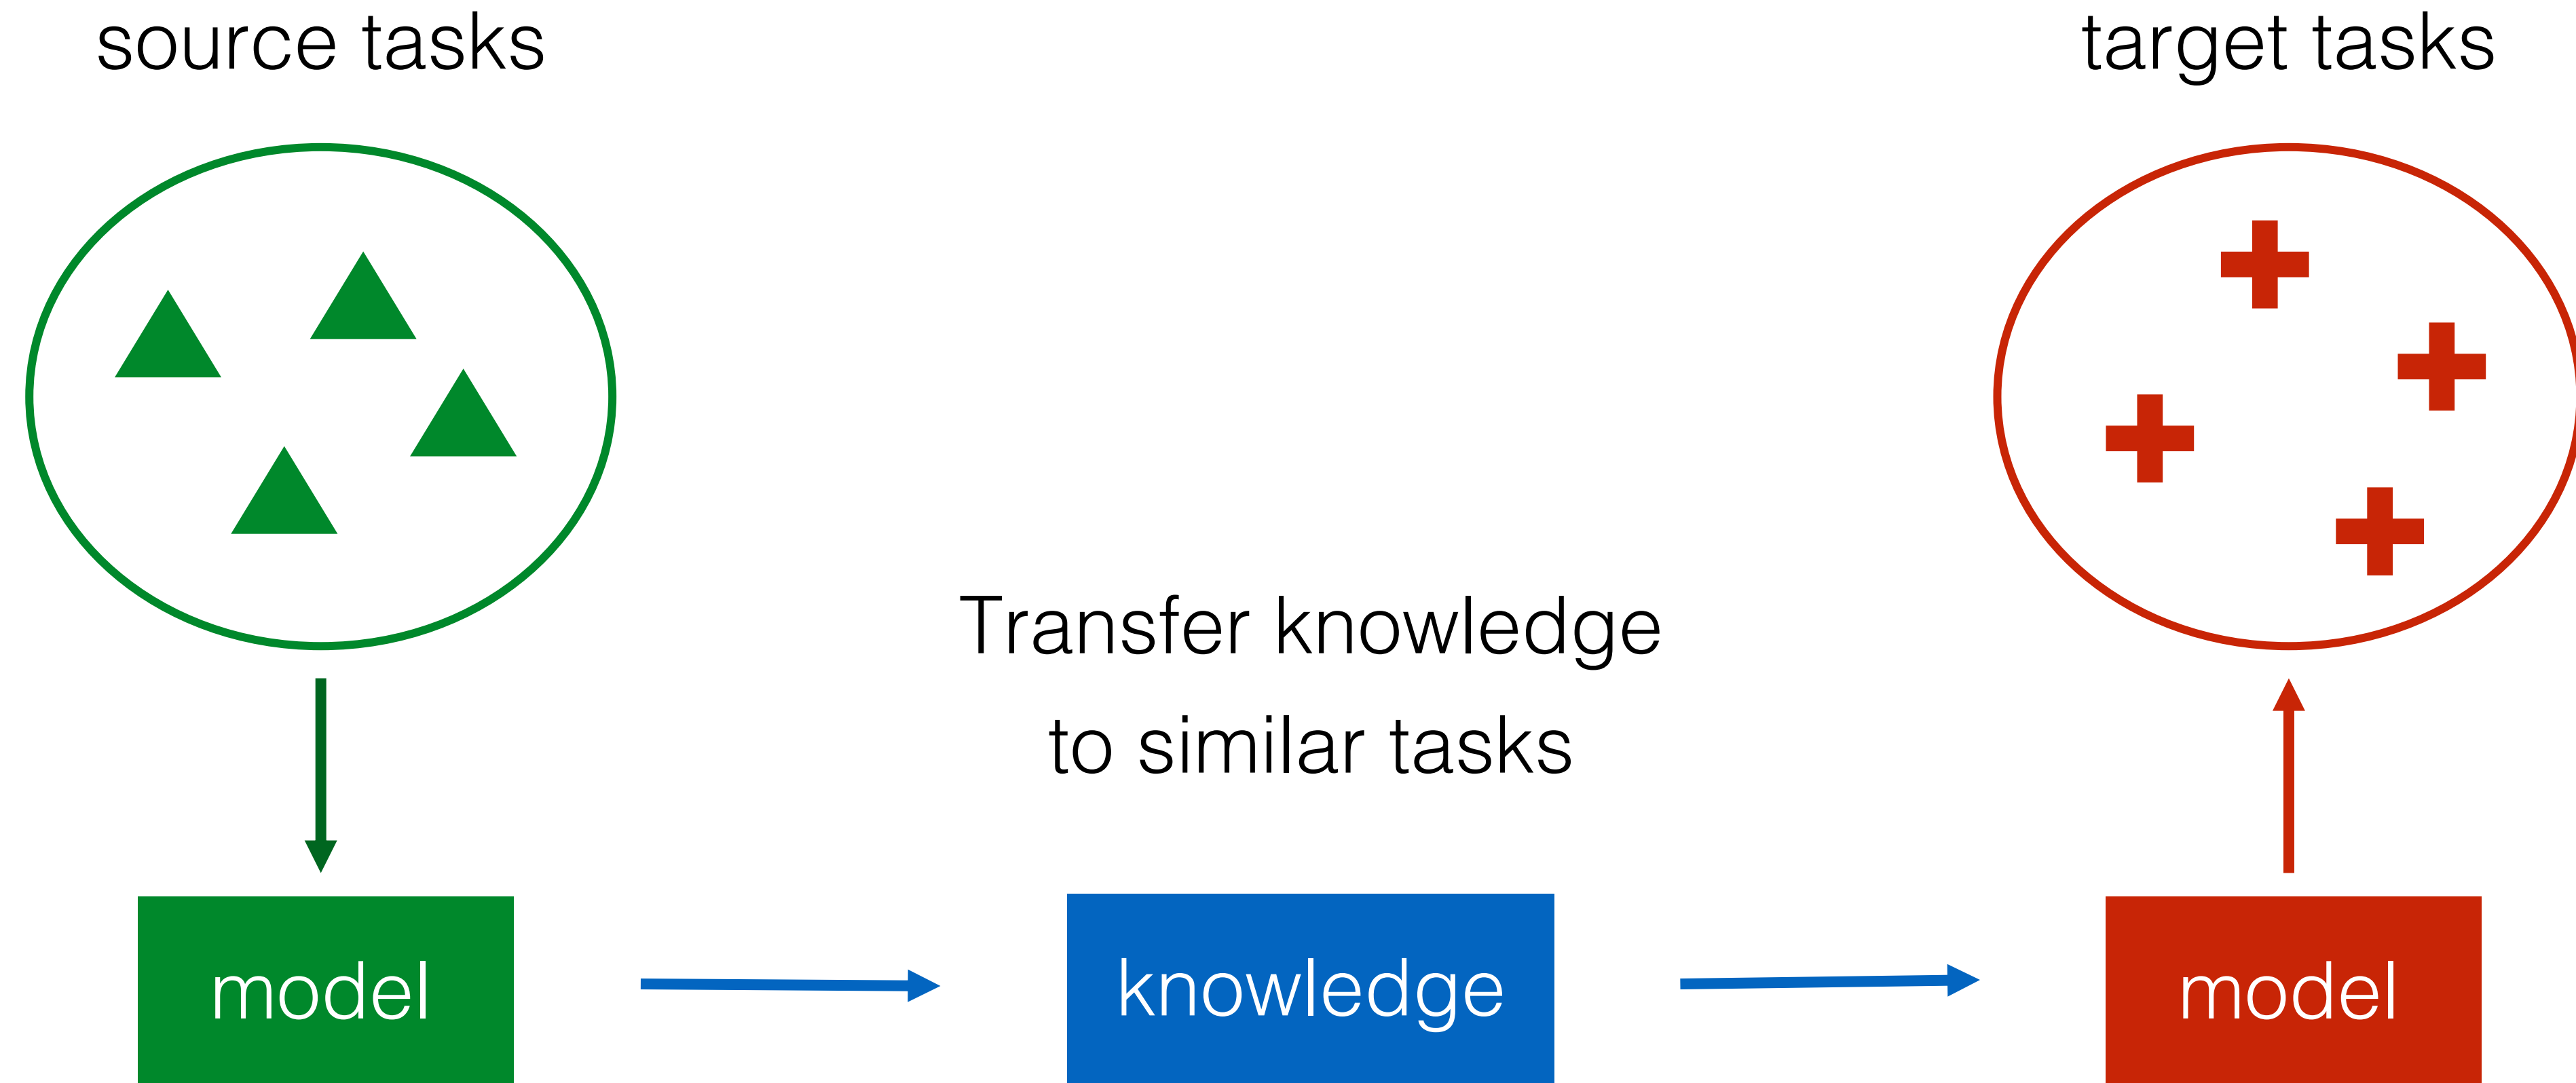 source tasks
target tasks
Transfer knowledge
to similar tasks
model
knowledge
model